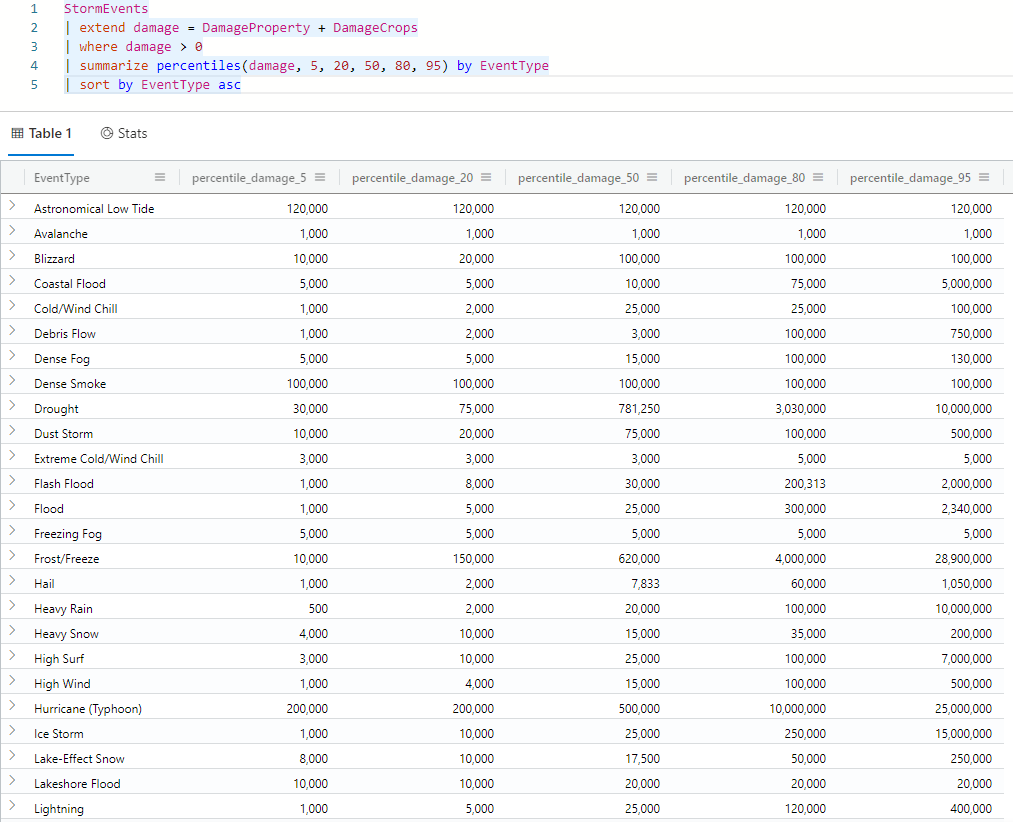 1 StormEvents
2 | extend damage = DamageProperty + DamageCrops
3 | where damage > 0
4 | summarize percentiles(damage, 5, 20, 50, 80, 95) by EventType
5 | sort by EventType asc
Table 1 Stats
EventType percentile_damage_5 percentile_damage_20 percentile_damage_50 percentile_damage_80 percentile_damage_95
Astronomical Low Tide 120,000 120,000 120,000 120,000 120,000
Avalanche 1,000 1,000 1,000 1,000 1,000
Blizzard 10,000 20,000 100,000 100,000 100,000
Coastal Flood 5,000 5,000 10,000 75,000 5,000,000
Cold/Wind Chill 1,000 2,000 25,000 25,000 100,000
Debris Flow 1,000 2,000 3,000 100,000 750,000
Dense Fog 5,000 5,000 15,000 100,000 130,000
Dense Smoke 100,000 100,000 100,000 100,000 100,000
Drought 30,000 75,000 781,250 3,030,000 10,000,000
Dust Storm 10,000 20,000 75,000 100,000 500,000
Extreme Cold/Wind Chill 3,000 3,000 3,000 5,000 5,000
Flash Flood 1,000 8,000 30,000 200,313 2,000,000
Flood 1,000 5,000 25,000 300,000 2,340,000
Freezing Fog 5,000 5,000 5,000 5,000 5,000
Frost/Freeze 10,000 150,000 620,000 4,000,000 28,900,000
Hail 1,000 2,000 7,833 60,000 1,050,000
Heavy Rain 500 2,000 20,000 100,000 10,000,000
Heavy Snow 4,000 10,000 15,000 35,000 200,000
High Surf 3,000 10,000 25,000 100,000 7,000,000
High Wind 1,000 4,000 15,000 100,000 500,000
Hurricane (Typhoon) 200,000 200,000 500,000 10,000,000 25,000,000
Ice Storm 1,000 10,000 25,000 250,000 15,000,000
Lake-Effect Snow 8,000 10,000 17,500 50,000 250,000
Lakeshore Flood 10,000 10,000 20,000 20,000 20,000
Lightning 1,000 5,000 25,000 120,000 400,000